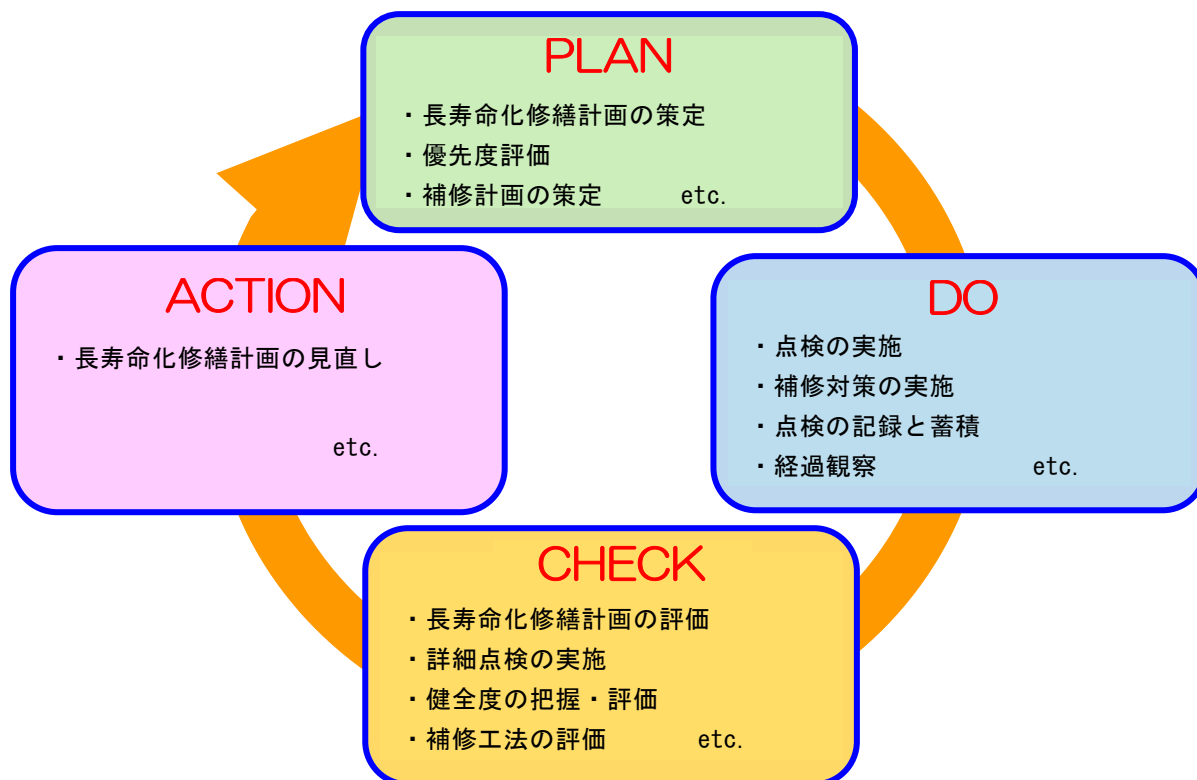 PLAN
・長寿命化修繕計画の策定
・優先度評価
・補修計画の策定 etc.
ACTION
・長寿命化修繕計画の見直し
etc.
DO
・点検の実施
・補修対策の実施
・点検の記録と蓄積
・経過観察 etc.
CHECK
・長寿命化修繕計画の評価
・詳細点検の実施
・健全度の把握・評価
・補修工法の評価 etc.